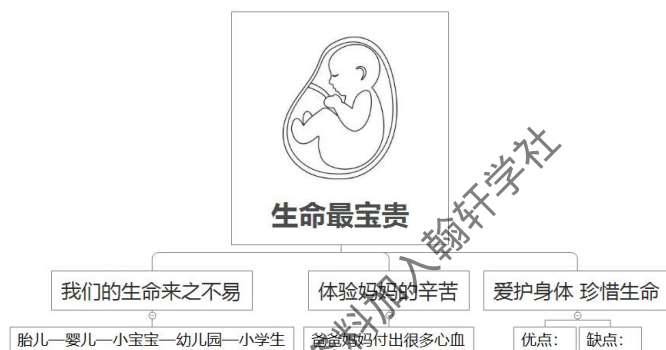 生命最宝贵
我们的生命来之不易
体验妈妈的辛苦
爱护身体 珍惜生命
胎儿—婴儿—小宝宝—幼儿园—小学生
爸爸妈妈付出很多心血
优点：
缺点：
料加入翰轩学社